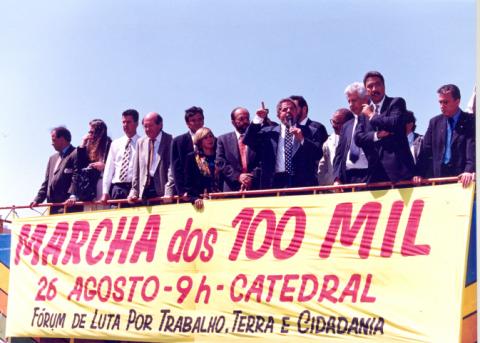 MARCHA dos 100 MIL
26 AGOSTO - 9h - CATEDRAL
FÓRUM DE LUTA POR TRABALHO, TERRA E CIDADANIA